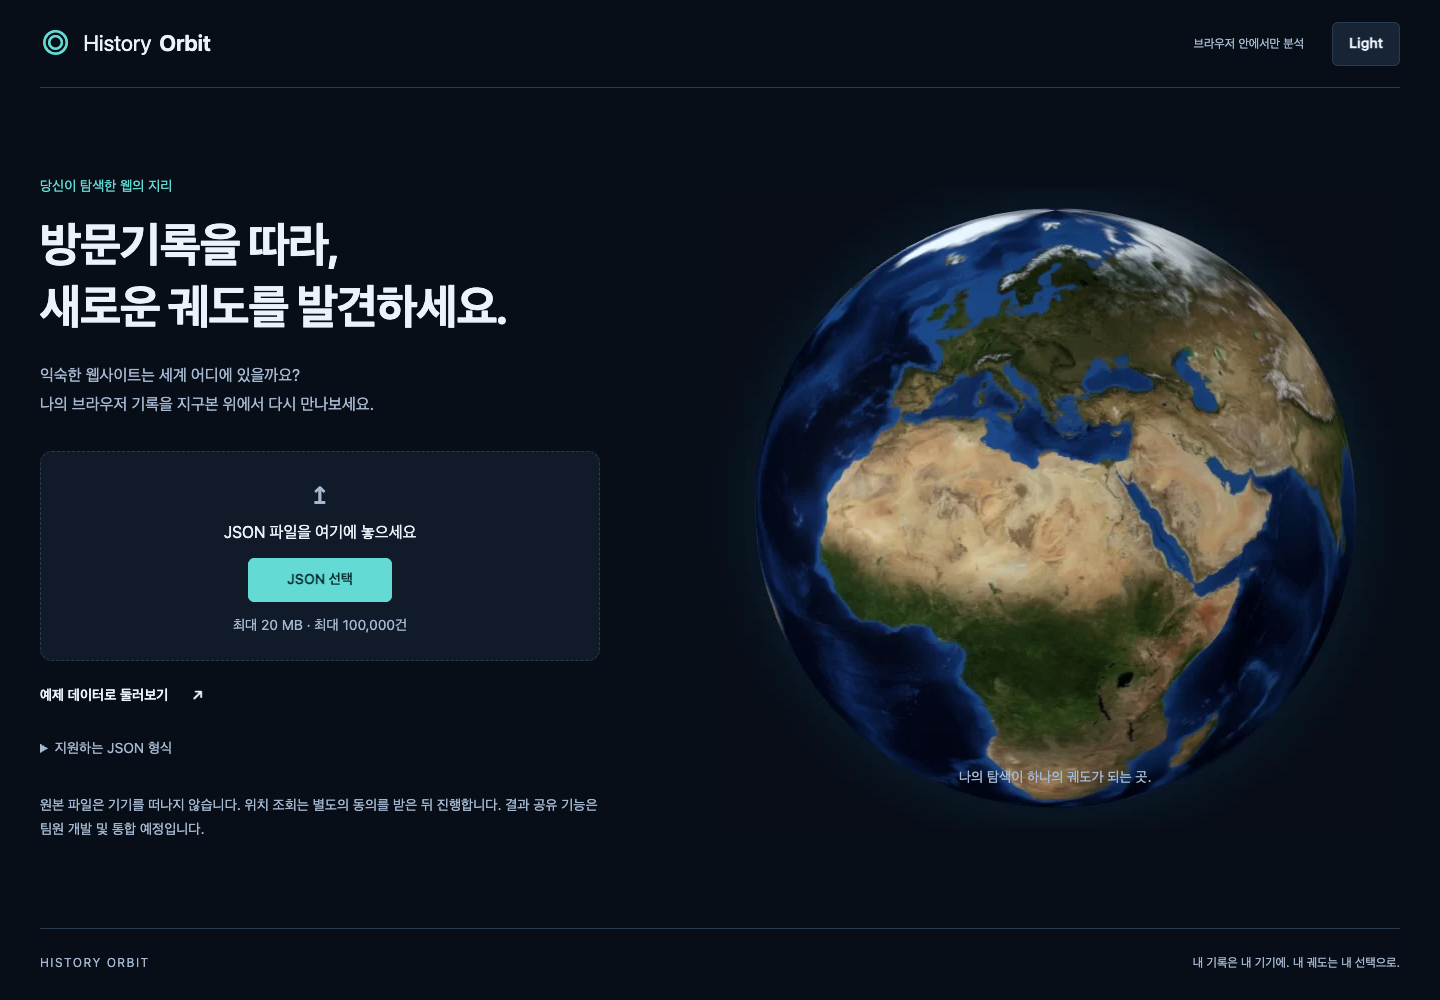 History Orbit
브라우저 안에서만 분석
Light
당신이 탐색한 웹의 지리
방문기록을 따라,
새로운 궤도를 발견하세요.
익숙한 웹사이트는 세계 어디에 있을까요?
나의 브라우저 기록을 지구본 위에서 다시 만나보세요.
↥
JSON 파일을 여기에 놓으세요
JSON 선택
최대 20 MB · 최대 100,000건
예제 데이터로 둘러보기 ↗
▶ 지원하는 JSON 형식
원본 파일은 기기를 떠나지 않습니다. 위치 조회는 별도의 동의를 받은 뒤 진행합니다. 결과 공유 기능은
팀원 개발 및 통합 예정입니다.
나의 탐색이 하나의 궤도가 되는 곳.
HISTORY ORBIT
내 기록은 내 기기에. 내 궤도는 내 선택으로.